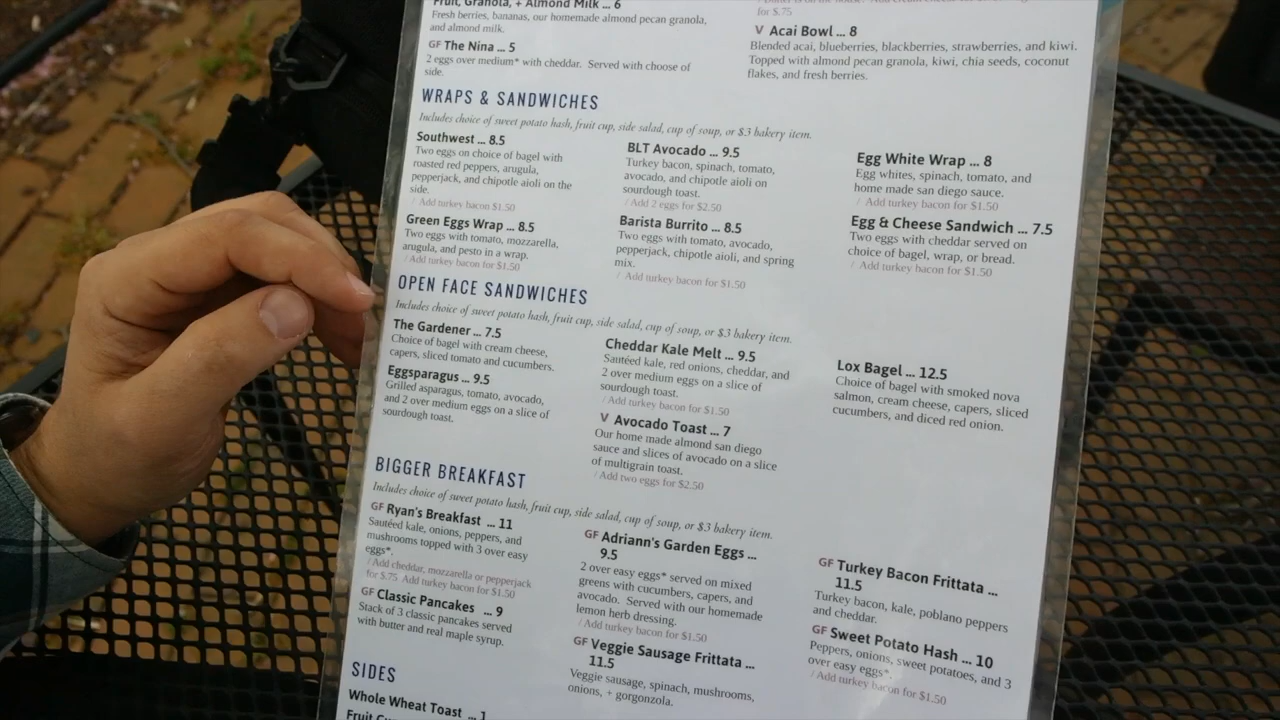 Fruit, Granola, + Almond Milk ... 6
Fresh berries, bananas, our homemade almond pecan granola,
and almond milk.
GF The Nina ... 5
2 eggs over medium* with cheddar. Served with choose of
side.
for $.75
V Acai Bowl ... 8
Blended acai, blueberries, blackberries, strawberries, and kiwi.
Topped with almond pecan granola, kiwi, chia seeds, coconut
flakes, and fresh berries.
WRAPS & SANDWICHES
Includes choice of sweet potato hash, fruit cup, side salad, cup of soup, or $3 bakery item.
Southwest ... 8.5
Two eggs on choice of bagel with
roasted red peppers, arugula,
pepperjack, and chipotle aioli on the
side.
/ Add turkey bacon $1.50
Green Eggs Wrap ... 8.5
Two eggs with tomato, mozzarella,
arugula, and pesto in a wrap.
/ Add turkey bacon for $1.50
BLT Avocado ... 9.5
Turkey bacon, spinach, tomato,
avocado, and chipotle aioli on
sourdough toast.
/ Add 2 eggs for $2.50
Barista Burrito ... 8.5
Two eggs with tomato, avocado,
pepperjack, chipotle aioli, and spring
mix.
/ Add turkey bacon for $1.50
Egg White Wrap ... 8
Egg whites, spinach, tomato, and
home made san diego sauce.
/ Add turkey bacon for $1.50
Egg & Cheese Sandwich ... 7.5
Two eggs with cheddar served on
choice of bagel, wrap, or bread.
/ Add turkey bacon for $1.50
OPEN FACE SANDWICHES
Includes choice of sweet potato hash, fruit cup, side salad, cup of soup, or $3 bakery item.
The Gardener ... 7.5
Choice of bagel with cream cheese,
capers, sliced tomato and cucumbers.
Eggsparagus ... 9.5
Grilled asparagus, tomato, avocado,
and 2 over medium eggs on a slice of
sourdough toast.
Cheddar Kale Melt ... 9.5
Sautéed kale, red onions, cheddar, and
2 over medium eggs on a slice of
sourdough toast.
/ Add turkey bacon for $1.50
V Avocado Toast ... 7
Our home made almond san diego
sauce and slices of avocado on a slice
of multigrain toast.
/ Add two eggs for $2.50
Lox Bagel ... 12.5
Choice of bagel with smoked nova
salmon, cream cheese, capers, sliced
cucumbers, and diced red onion.
BIGGER BREAKFAST
Includes choice of sweet potato hash, fruit cup, side salad, cup of soup, or $3 bakery item.
GF Ryan's Breakfast ... 11
Sautéed kale, onions, peppers, and
mushrooms topped with 3 over easy
eggs*.
/ Add cheddar, mozzarella or pepperjack
for $.75 Add turkey bacon for $1.50
GF Classic Pancakes ... 9
Stack of 3 classic pancakes served
with butter and real maple syrup.
GF Adriann's Garden Eggs ...
9.5
2 over easy eggs* served on mixed
greens with cucumbers, capers, and
avocado. Served with our homemade
lemon herb dressing.
/ Add turkey bacon for $1.50
GF Veggie Sausage Frittata ...
11.5
Veggie sausage, spinach, mushrooms,
onions, + gorgonzola.
GF Turkey Bacon Frittata ...
11.5
Turkey bacon, kale, poblano peppers
and cheddar.
GF Sweet Potato Hash ... 10
Peppers, onions, sweet potatoes, and 3
over easy eggs*.
/ Add turkey bacon for $1.50
SIDES
Whole Wheat Toast ... 1
Fruit